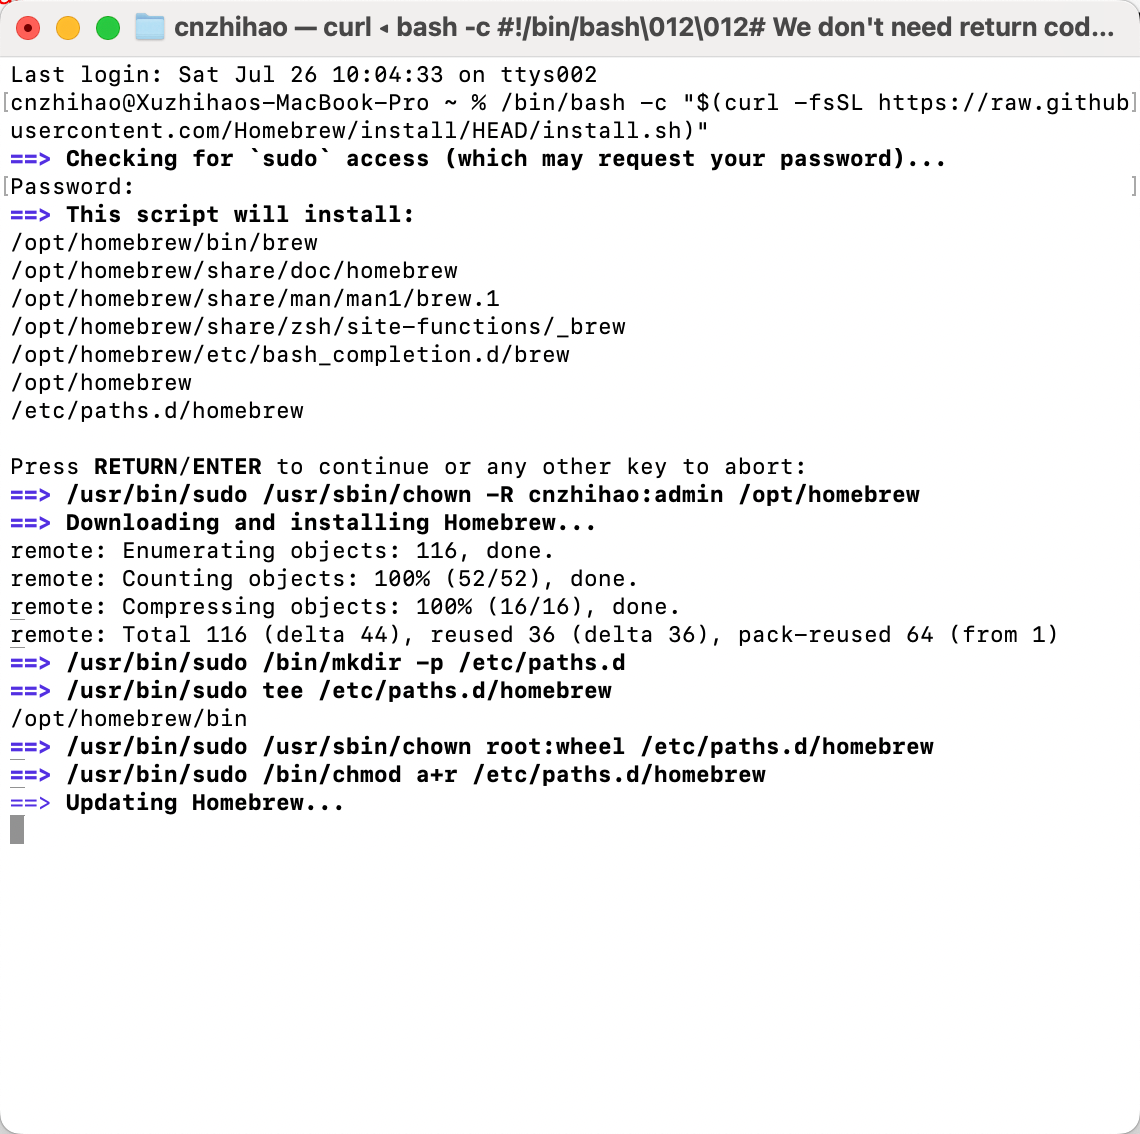 cnzhihao — curl ◂ bash -c #!/bin/bash\012\012# We don't need return cod...
Last login: Sat Jul 26 10:04:33 on ttys002
[cnzhihao@Xuzhihaos-MacBook-Pro ~ % /bin/bash -c "$(curl -fsSL https://raw.github]
usercontent.com/Homebrew/install/HEAD/install.sh)"
==> Checking for `sudo` access (which may request your password)...
[Password: ]
==> This script will install:
/opt/homebrew/bin/brew
/opt/homebrew/share/doc/homebrew
/opt/homebrew/share/man/man1/brew.1
/opt/homebrew/share/zsh/site-functions/_brew
/opt/homebrew/etc/bash_completion.d/brew
/opt/homebrew
/etc/paths.d/homebrew
Press RETURN/ENTER to continue or any other key to abort:
==> /usr/bin/sudo /usr/sbin/chown -R cnzhihao:admin /opt/homebrew
==> Downloading and installing Homebrew...
remote: Enumerating objects: 116, done.
remote: Counting objects: 100% (52/52), done.
remote: Compressing objects: 100% (16/16), done.
remote: Total 116 (delta 44), reused 36 (delta 36), pack-reused 64 (from 1)
==> /usr/bin/sudo /bin/mkdir -p /etc/paths.d
==> /usr/bin/sudo tee /etc/paths.d/homebrew
/opt/homebrew/bin
==> /usr/bin/sudo /usr/sbin/chown root:wheel /etc/paths.d/homebrew
==> /usr/bin/sudo /bin/chmod a+r /etc/paths.d/homebrew
==> Updating Homebrew...